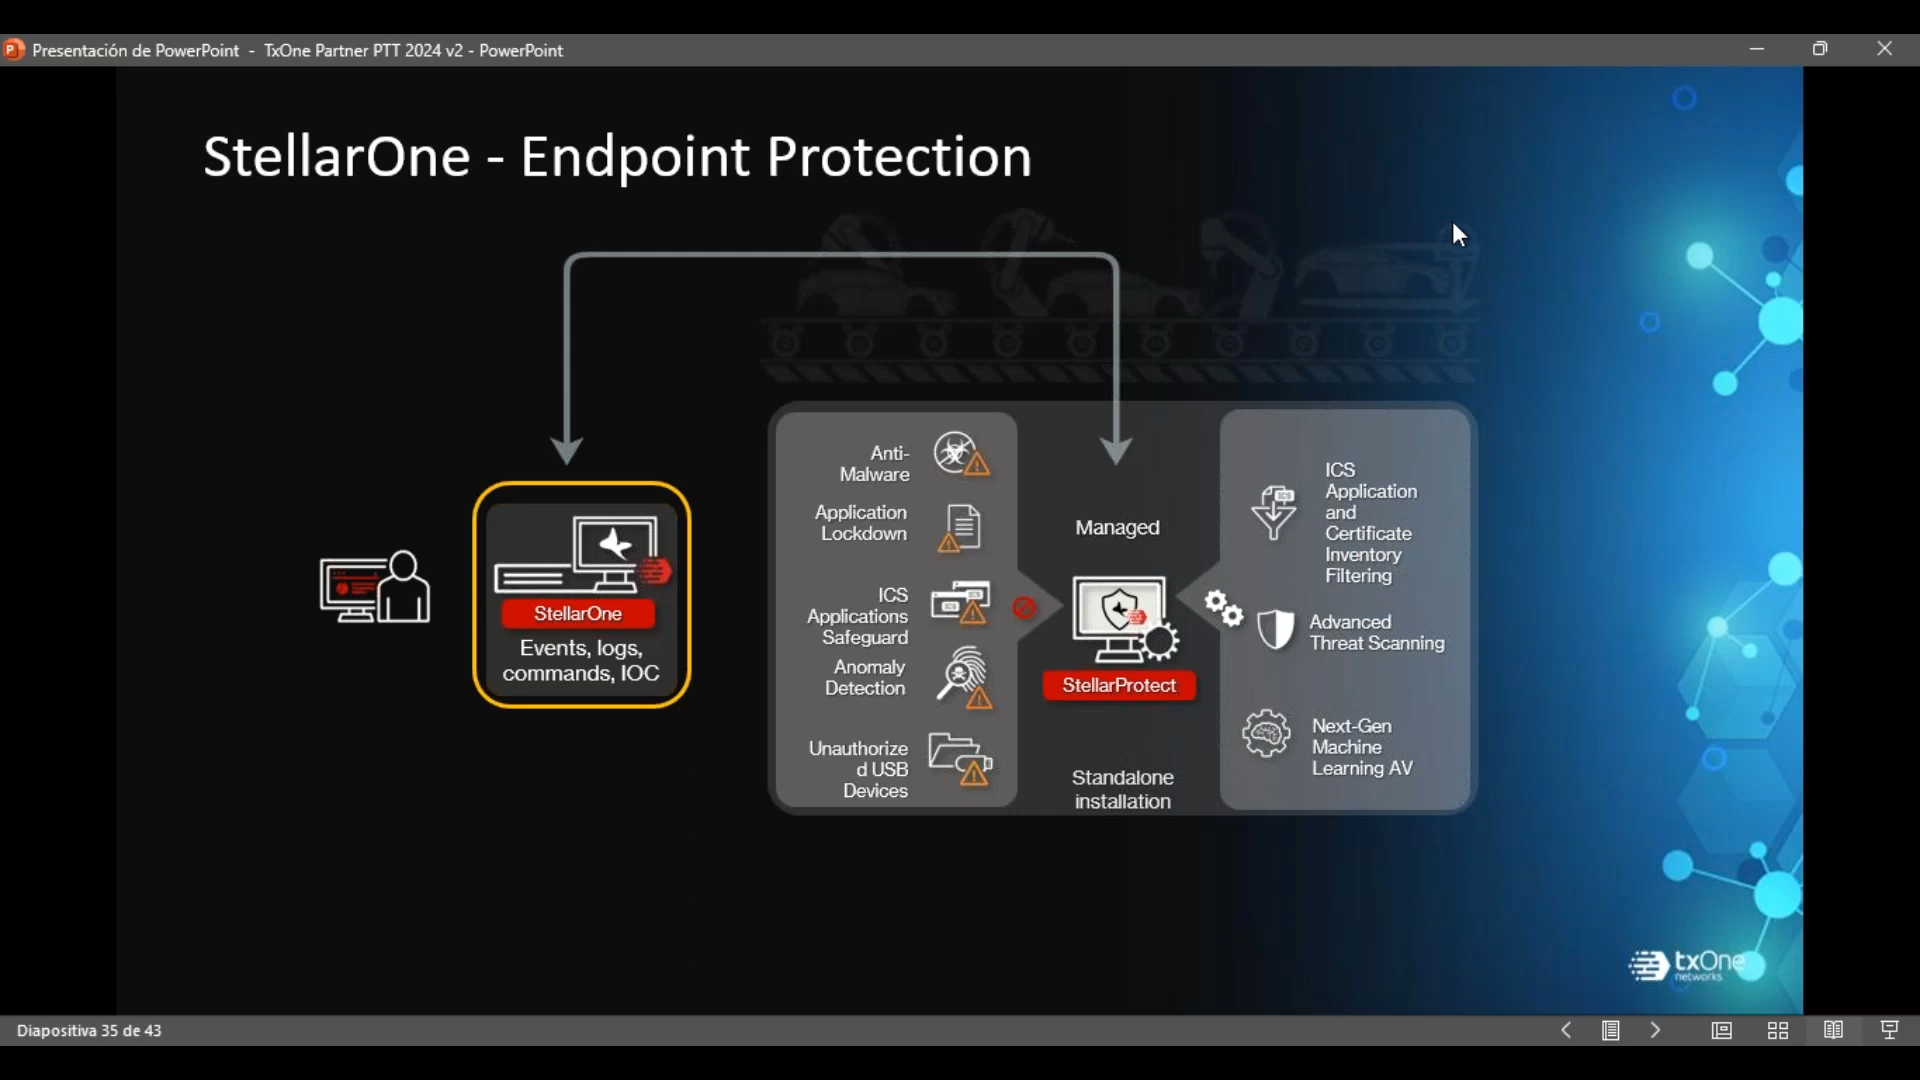 Presentación de PowerPoint - TxOne Partner PTT 2024 v2 - PowerPoint
StellarOne - Endpoint Protection
StellarOne
Events, logs,
commands, IOC
Anti-
Malware
Application
Lockdown
ICS
Applications
Safeguard
Anomaly
Detection
Unauthorize
d USB
Devices
Managed
StellarProtect
Standalone
installation
ICS
Application
and
Certificate
Inventory
Filtering
Advanced
Threat Scanning
Next-Gen
Machine
Learning AV
txOne
networks
Diapositiva 35 de 43